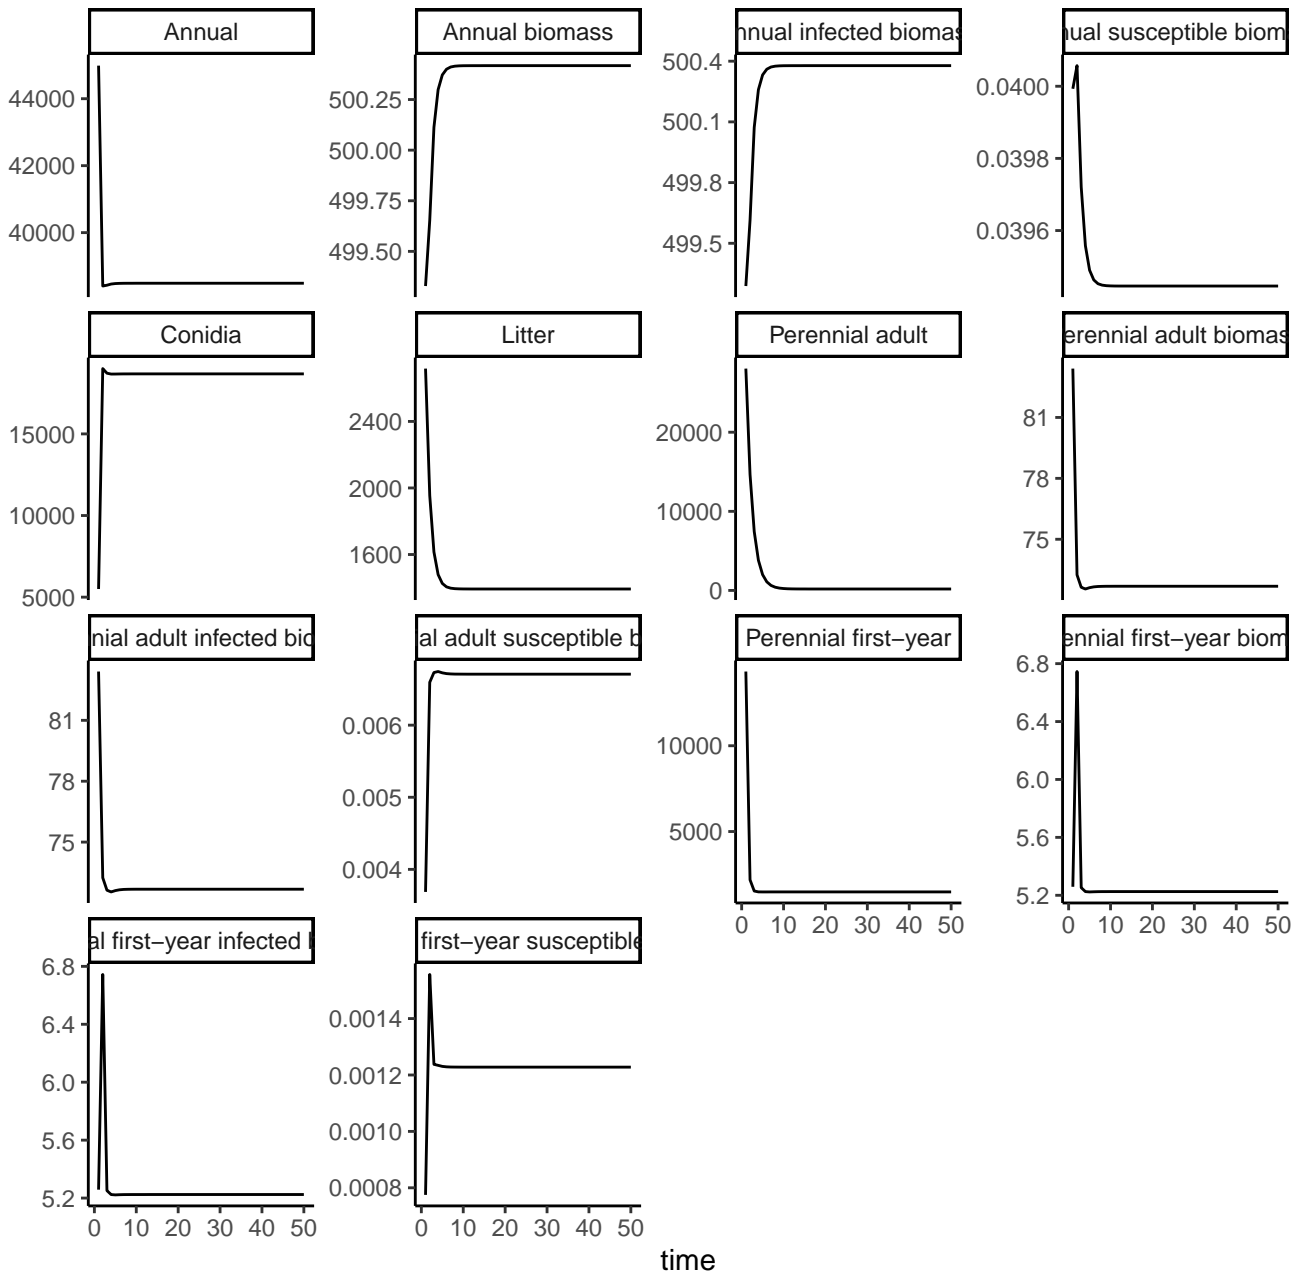 Annual
Annual biomass
nnual infected biomas
nual susceptible biom
44000
42000
40000
500.25
500.00
499.75
499.50
500.4
500.1
499.8
499.5
0.0400
0.0398
0.0396
Conidia
Litter
Perennial adult
erennial adult biomas
15000
10000
5000
2400
2000
1600
20000
10000
0
81
78
75
nial adult infected bio
al adult susceptible b
Perennial first−year
ennial first−year biom
81
78
75
0.006
0.005
0.004
10000
5000
6.8
6.4
6.0
5.6
5.2
0 10 20 30 40 50
0 10 20 30 40 50
al first−year infected b
first−year susceptible
6.8
6.4
6.0
5.6
5.2
0.0014
0.0012
0.0010
0.0008
0 10 20 30 40 50
0 10 20 30 40 50
time